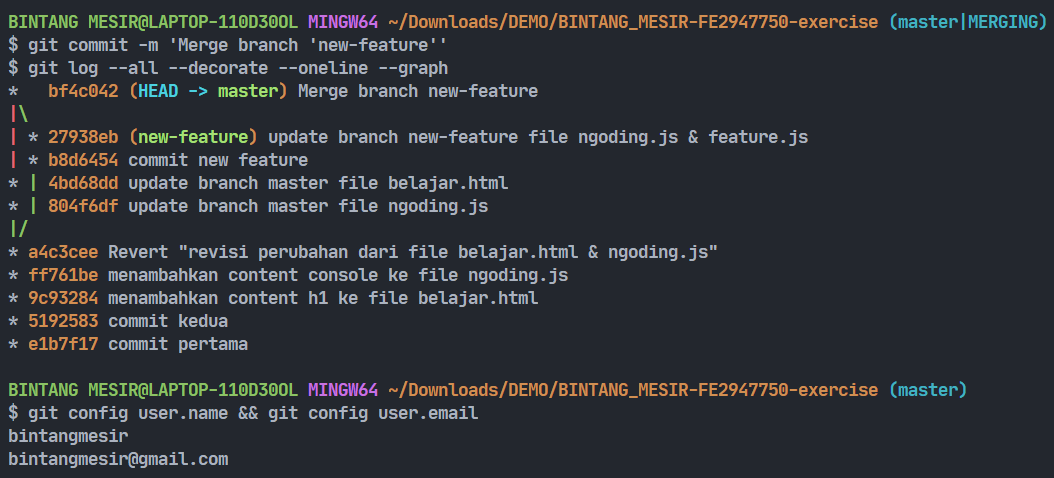 BINTANG MESIR@LAPTOP-110D30OL MINGW64 ~/Downloads/DEMO/BINTANG_MESIR-FE2947750-exercise (master|MERGING)
$ git commit -m 'Merge branch 'new-feature''
$ git log --all --decorate --oneline --graph
*   bf4c042 (HEAD -> master) Merge branch new-feature
|\
| * 27938eb (new-feature) update branch new-feature file ngoding.js & feature.js
| * b8d6454 commit new feature
* | 4bd68dd update branch master file belajar.html
* | 804f6df update branch master file ngoding.js
|/
* a4c3cee Revert "revisi perubahan dari file belajar.html & ngoding.js"
* ff761be menambahkan content console ke file ngoding.js
* 9c93284 menambahkan content h1 ke file belajar.html
* 5192583 commit kedua
* e1b7f17 commit pertama
BINTANG MESIR@LAPTOP-110D30OL MINGW64 ~/Downloads/DEMO/BINTANG_MESIR-FE2947750-exercise (master)
$ git config user.name && git config user.email
bintangmesir
bintangmesir@gmail.com